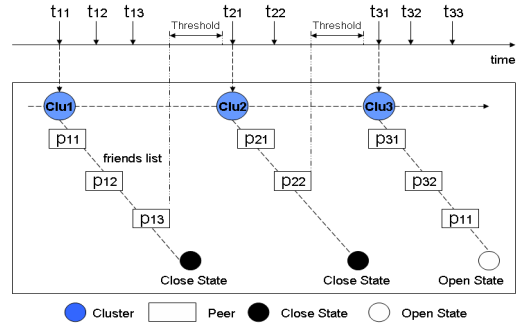 t11 t12 t13 Threshold t21 t22 Threshold t31 t32 t33
time
Clu1 Clu2 Clu3
p11 p21 p31
friends list
p12 p22 p32
p13 p11
Close State Close State Open State
Cluster Peer Close State Open State